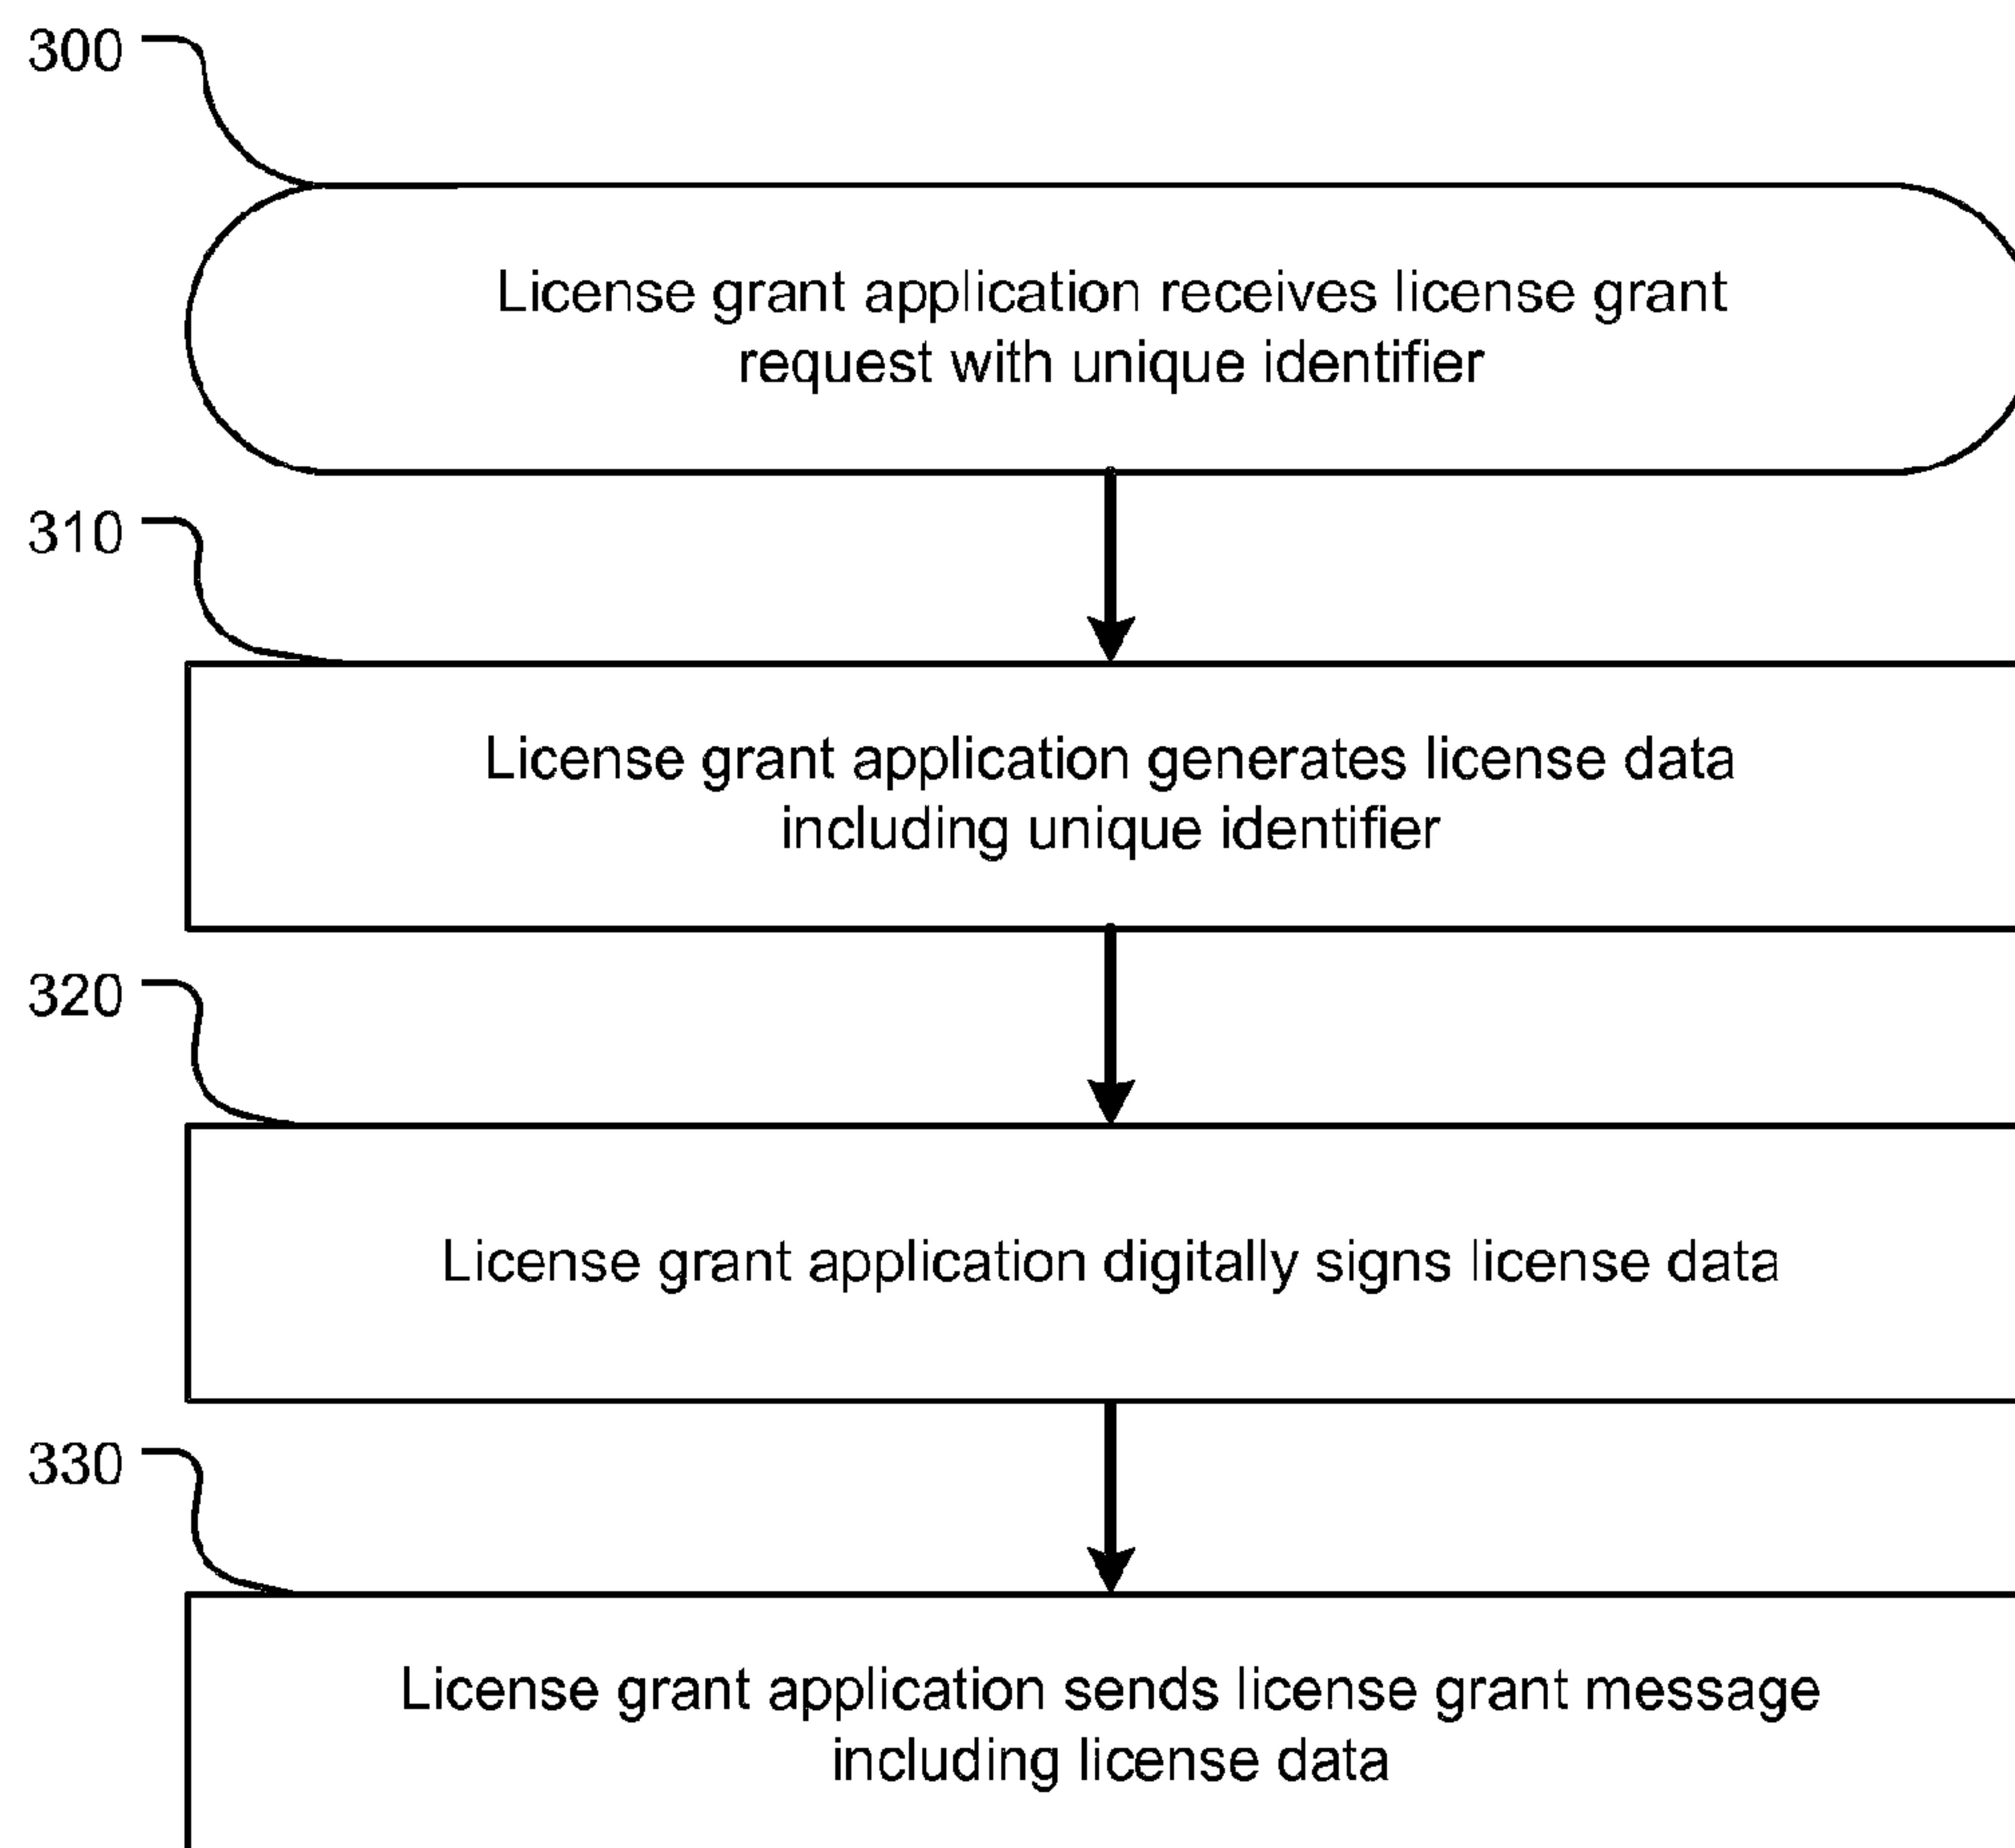 300
License grant application receives license grant
request with unique identifier
310
License grant application generates license data
including unique identifier
320
License grant application digitally signs license data
330
License grant application sends license grant message
including license data